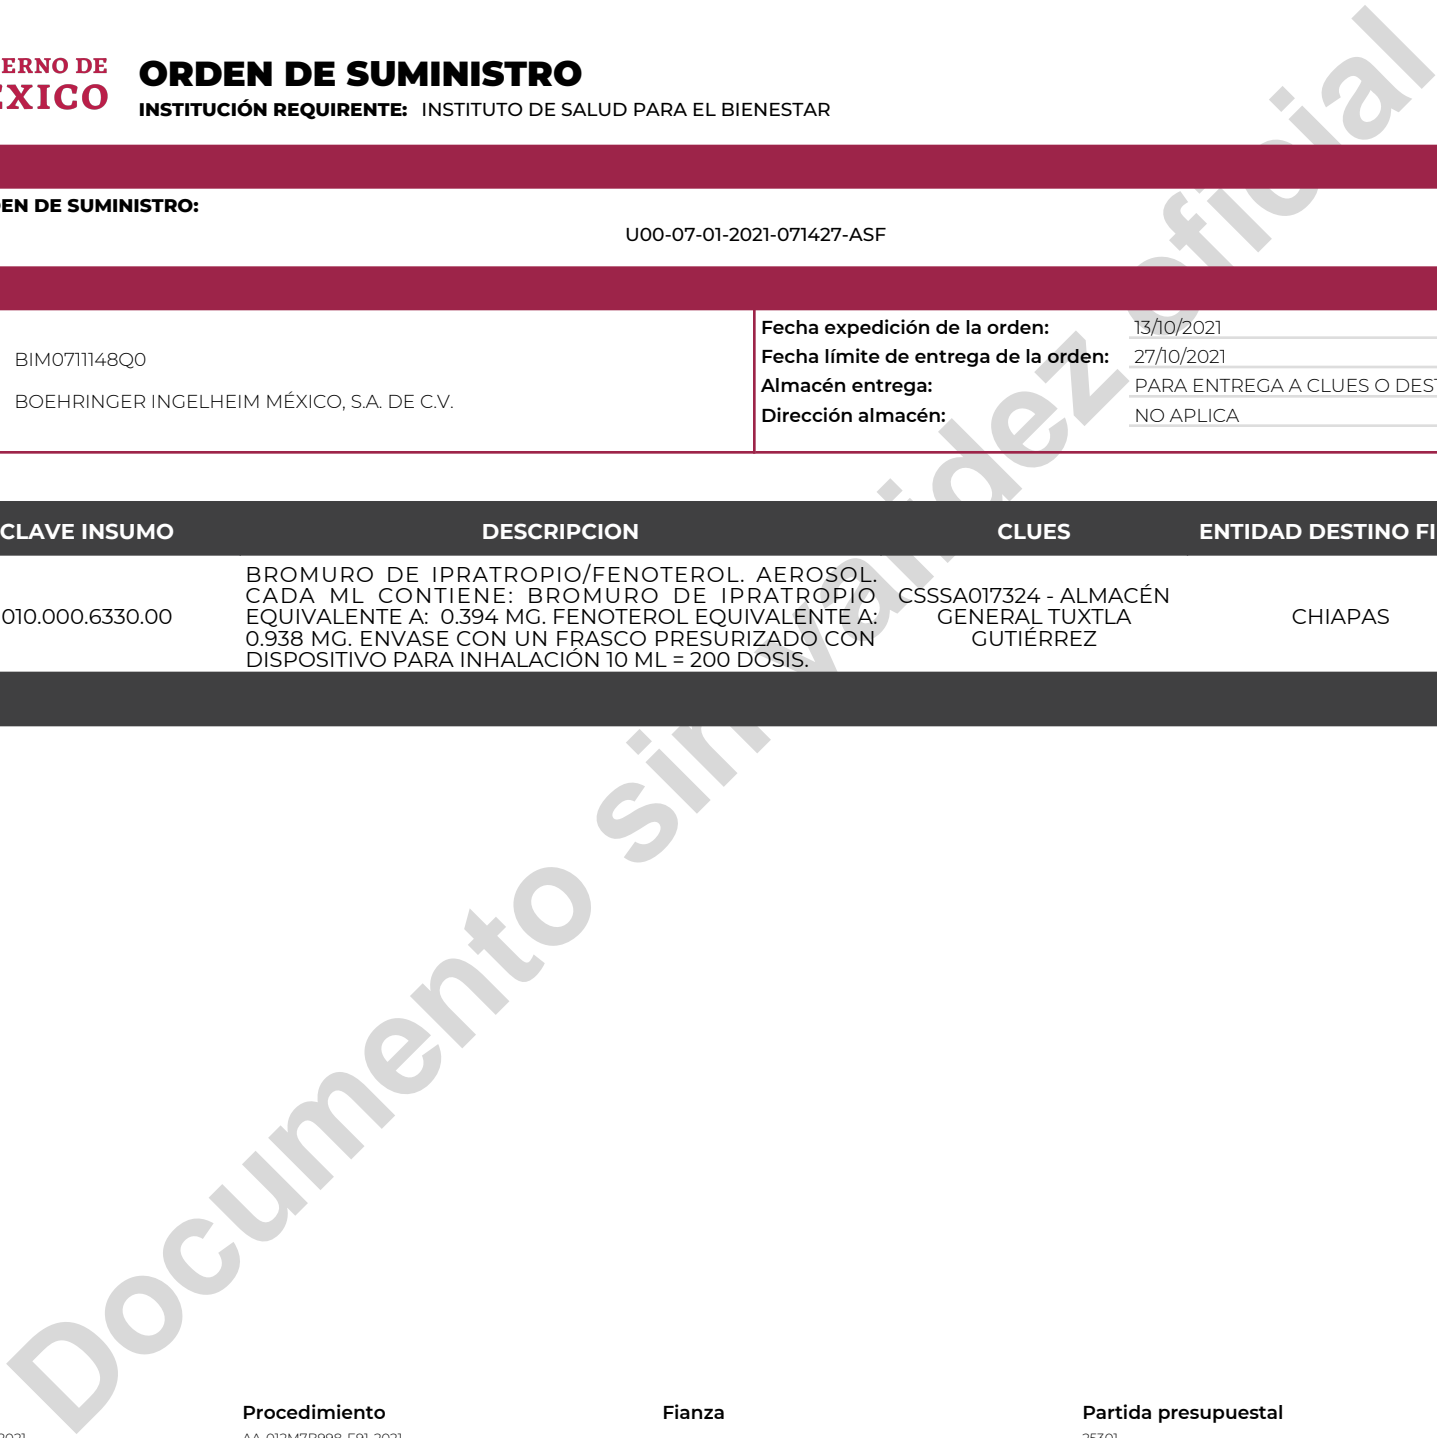 ERNO DE
ÉXICO
ORDEN DE SUMINISTRO
INSTITUCIÓN REQUIRENTE: INSTITUTO DE SALUD PARA EL BIENESTAR
EN DE SUMINISTRO:
U00-07-01-2021-071427-ASF
BIM0711148Q0
BOEHRINGER INGELHEIM MÉXICO, S.A. DE C.V.
Fecha expedición de la orden: 13/10/2021
Fecha límite de entrega de la orden: 27/10/2021
Almacén entrega: PARA ENTREGA A CLUES O DEST
Dirección almacén: NO APLICA
CLAVE INSUMO DESCRIPCION CLUES ENTIDAD DESTINO FI
010.000.6330.00
BROMURO DE IPRATROPIO/FENOTEROL. AEROSOL.
CADA ML CONTIENE: BROMURO DE IPRATROPIO
EQUIVALENTE A: 0.394 MG. FENOTEROL EQUIVALENTE A:
0.938 MG. ENVASE CON UN FRASCO PRESURIZADO CON
DISPOSITIVO PARA INHALACIÓN 10 ML = 200 DOSIS.
CSSSA017324 - ALMACÉN
GENERAL TUXTLA
GUTIÉRREZ
CHIAPAS
Documento sin validez oficial
Procedimiento Fianza Partida presupuestal